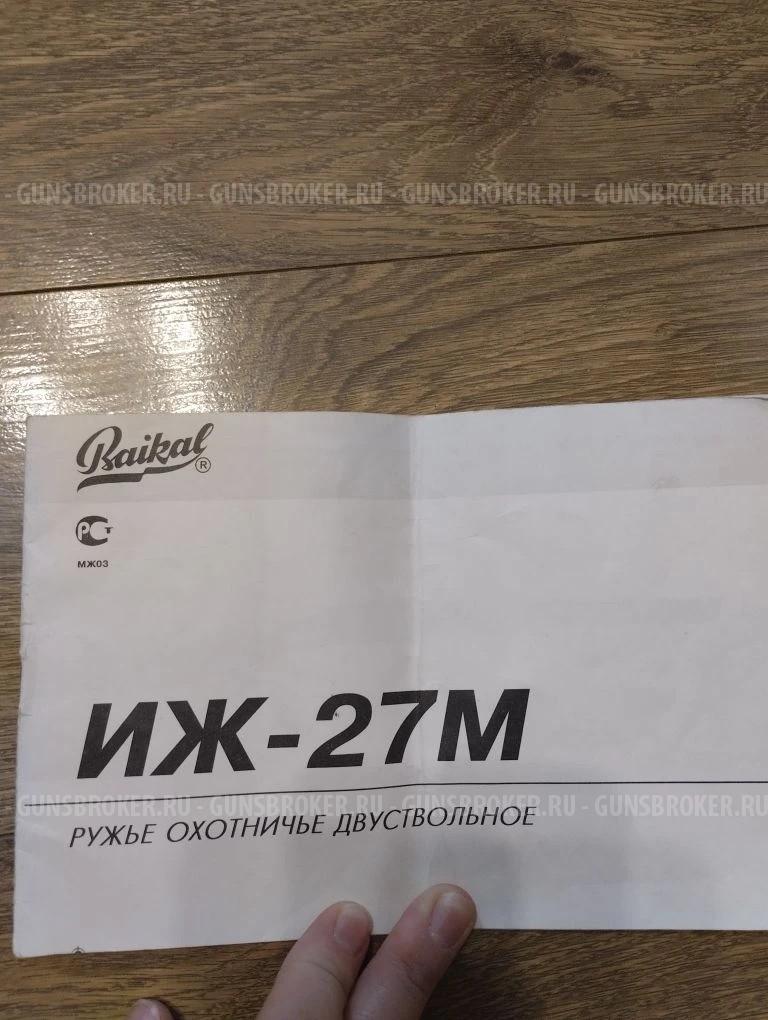 - GUNSBROKER.RU - GUNSBROKER.RU - GUNSBROKER.RU - GUNSBROKER.RU
Baikal ®
РСТ
МЖ03
ИЖ-27М
GUNSBROKER.RU - GUNSBROKER.RU - GUNSBROKER.RU - GUNSBROKER.RU
РУЖЬЕ ОХОТНИЧЬЕ ДВУСТВОЛЬНОЕ